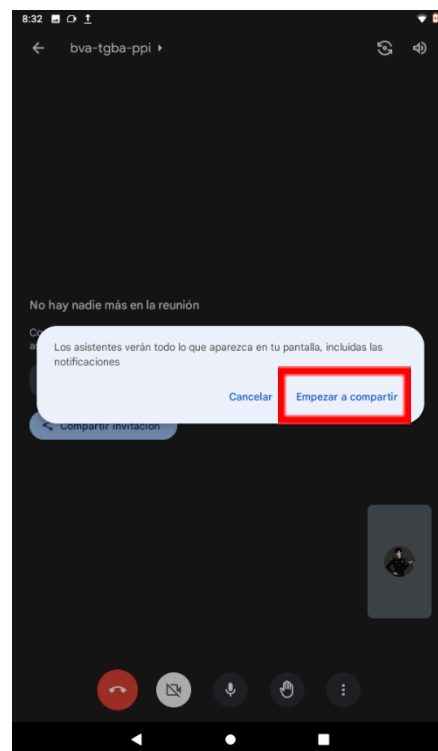 8:32
bva-tgba-ppi
No hay nadie más en la reunión
Los asistentes verán todo lo que aparezca en tu pantalla, incluidas las
notificaciones
Cancelar Empezar a compartir
Compartir invitación